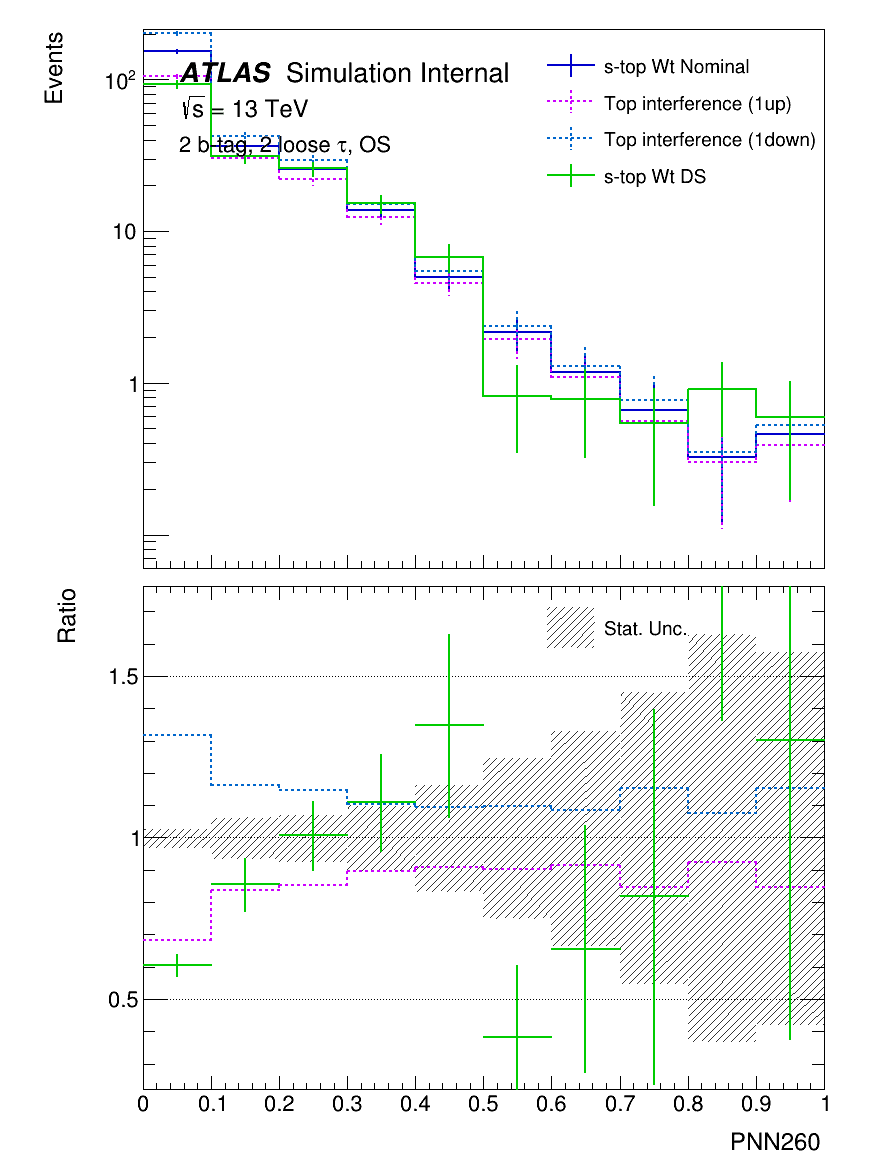 Events
10²
10
1
ATLAS Simulation Internal
√s = 13 TeV
2 b-tag, 2 loose τ, OS
s-top Wt Nominal
Top interference (1up)
Top interference (1down)
s-top Wt DS
Ratio
1.5
1
0.5
Stat. Unc.
0 0.1 0.2 0.3 0.4 0.5 0.6 0.7 0.8 0.9 1
PNN260